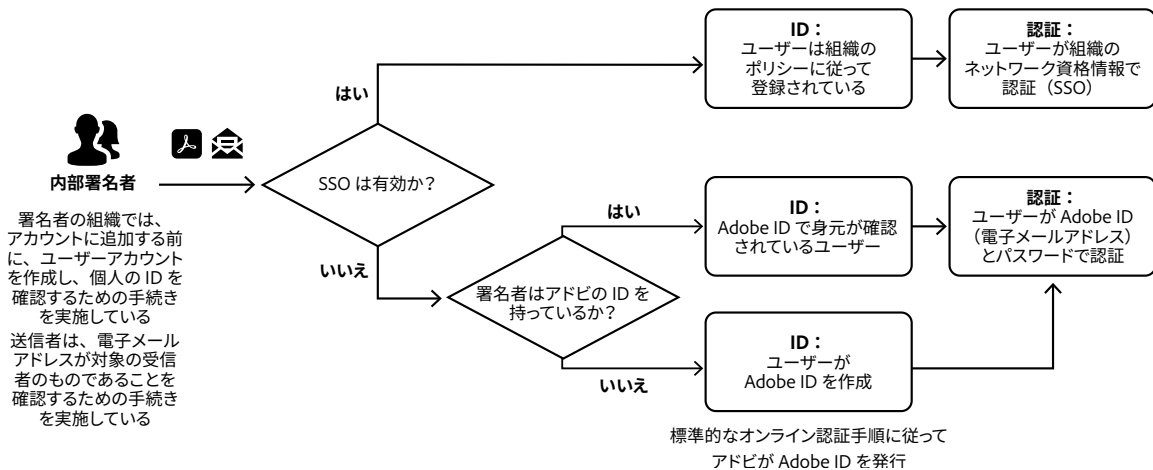 内部署名者
署名者の組織では、
アカウントに追加する前
に、ユーザーアカウント
を作成し、個人の ID を
確認するための手続き
を実施している
送信者は、電子メール
アドレスが対象の受信
者のものであることを
確認するための手続き
を実施している
SSO は有効か？
はい
ID：
ユーザーは組織の
ポリシーに従って
登録されている
認証：
ユーザーが組織の
ネットワーク資格情報で
認証（SSO）
いいえ
署名者はアドビの ID を
持っているか？
はい
ID：
Adobe ID で身元が確認
されているユーザー
認証：
ユーザーが Adobe ID
（電子メールアドレス）
とパスワードで認証
いいえ
ID：
ユーザーが
Adobe ID を作成
標準的なオンライン認証手順に従って
アドビが Adobe ID を発行